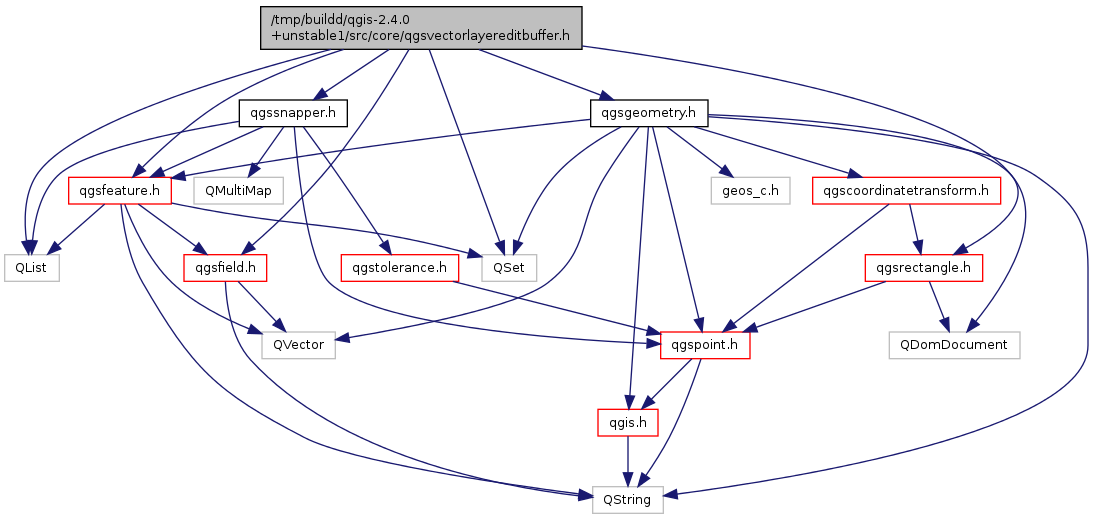 /tmp/buildd/qgis-2.4.0
+unstable1/src/core/qgsvectorlayereditbuffer.h
qgssnapper.h
qgsgeometry.h
qgsfeature.h
QMultiMap
geos_c.h
qgscoordinatetransform.h
QList
qgsfield.h
qgstolerance.h
QSet
qgsrectangle.h
QVector
qgspoint.h
QDomDocument
qgis.h
QString